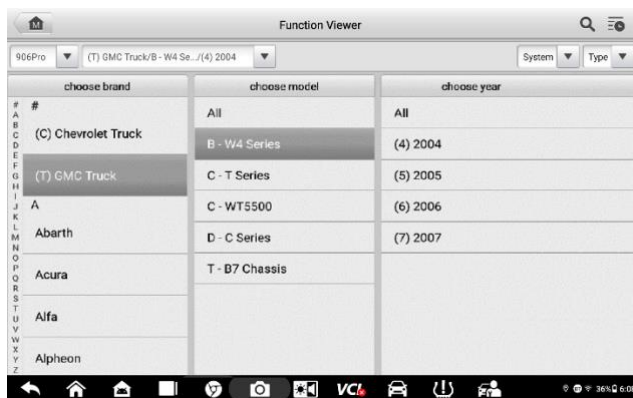 M
Function Viewer
906Pro
(T) GMC Truck/B - W4 Se.../(4) 2004
System
Type
choose brand
choose model
choose year
#
A
B
C
D
E
F
G
H
I
J
K
L
M
N
O
P
Q
R
S
T
U
V
W
X
Y
Z
#
(C) Chevrolet Truck
(T) GMC Truck
A
Abarth
Acura
Alfa
Alpheon
All
B - W4 Series
C - T Series
C - WT5500
D - C Series
T - B7 Chassis
All
(4) 2004
(5) 2005
(6) 2006
(7) 2007
VCI
36%